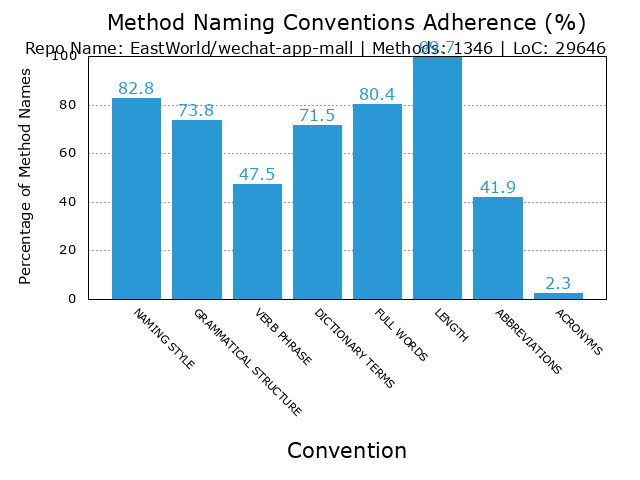 Method Naming Conventions Adherence (%)
Repo Name: EastWorld/wechat-app-mall | Methods: 1346 | LoC: 29646
Percentage of Method Names
100
80
60
40
20
0
82.8
73.8
47.5
71.5
80.4
99.7
41.9
2.3
NAMING STYLE
GRAMMATICAL STRUCTURE
VERB PHRASE
DICTIONARY TERMS
FULL WORDS
LENGTH
ABBREVIATIONS
ACRONYMS
Convention